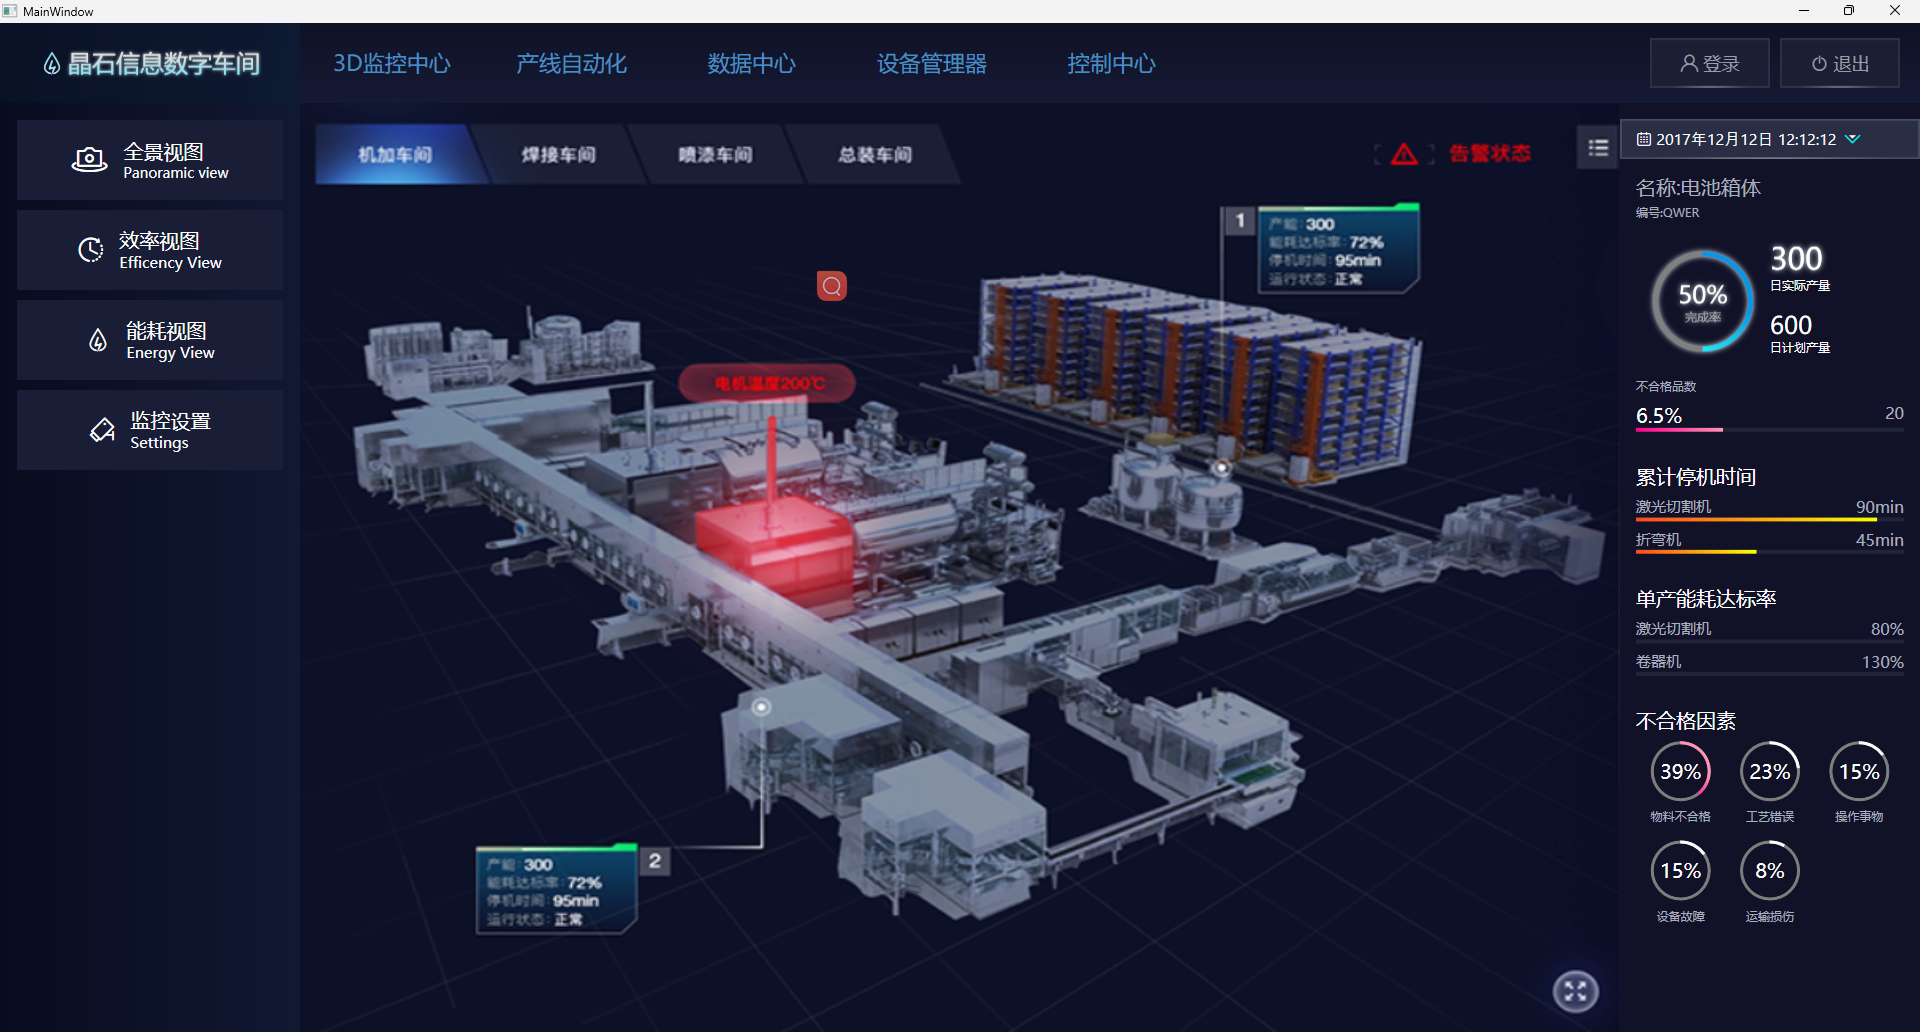 MainWindow
晶石信息数字车间
3D监控中心
产线自动化
数据中心
设备管理器
控制中心
登录
退出
全景视图
Panoramic view
效率视图
Efficency View
能耗视图
Energy View
监控设置
Settings
机加车间
焊接车间
喷漆车间
总装车间
告警状态
1
产能: 300
能耗达标率: 72%
停机时间: 95min
运行状态: 正常
电机温度200℃
2
产能: 300
能耗达标率: 72%
停机时间: 95min
运行状态: 正常
2017年12月12日 12:12:12
名称:电池箱体
编号:QWER
50%
完成率
300
日实际产量
600
日计划产量
不合格品数
6.5%
20
累计停机时间
激光切割机
90min
折弯机
45min
单产能耗达标率
激光切割机
80%
卷器机
130%
不合格因素
39%
物料不合格
23%
工艺错误
15%
操作事物
15%
设备故障
8%
运输损伤